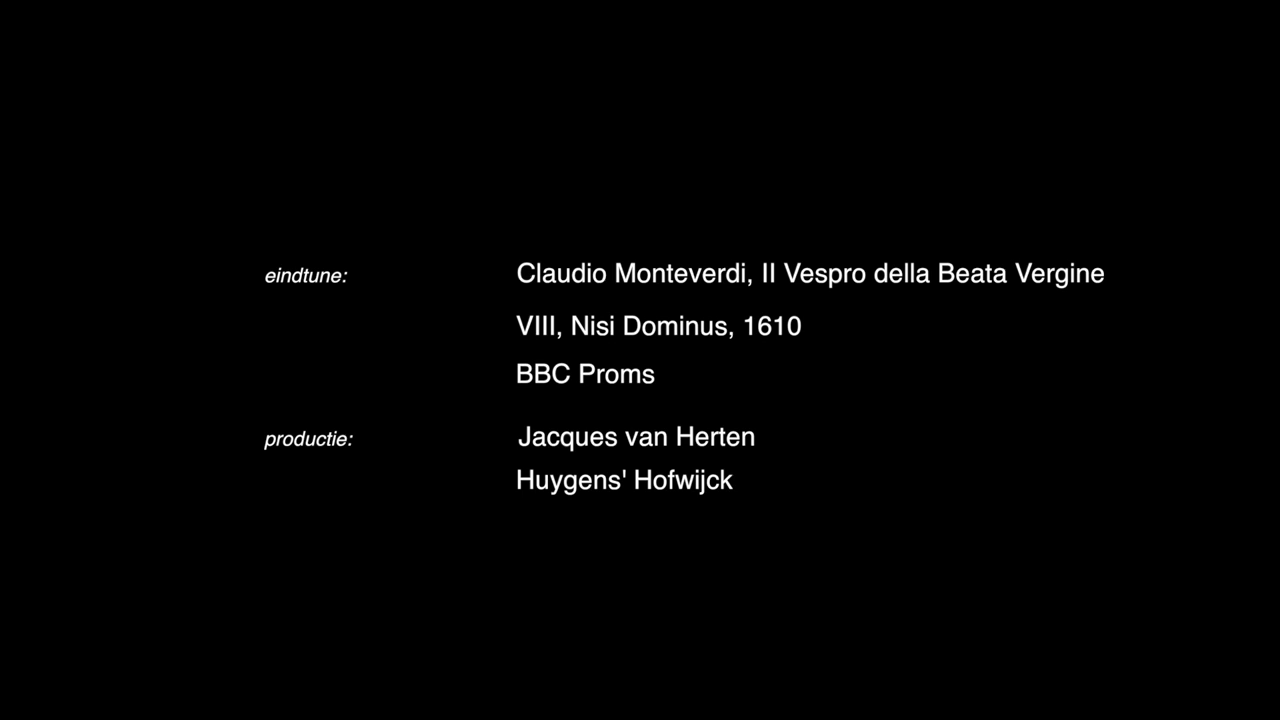 eindtune: Claudio Monteverdi, Il Vespro della Beata Vergine
VIII, Nisi Dominus, 1610
BBC Proms
productie: Jacques van Herten
Huygens' Hofwijck